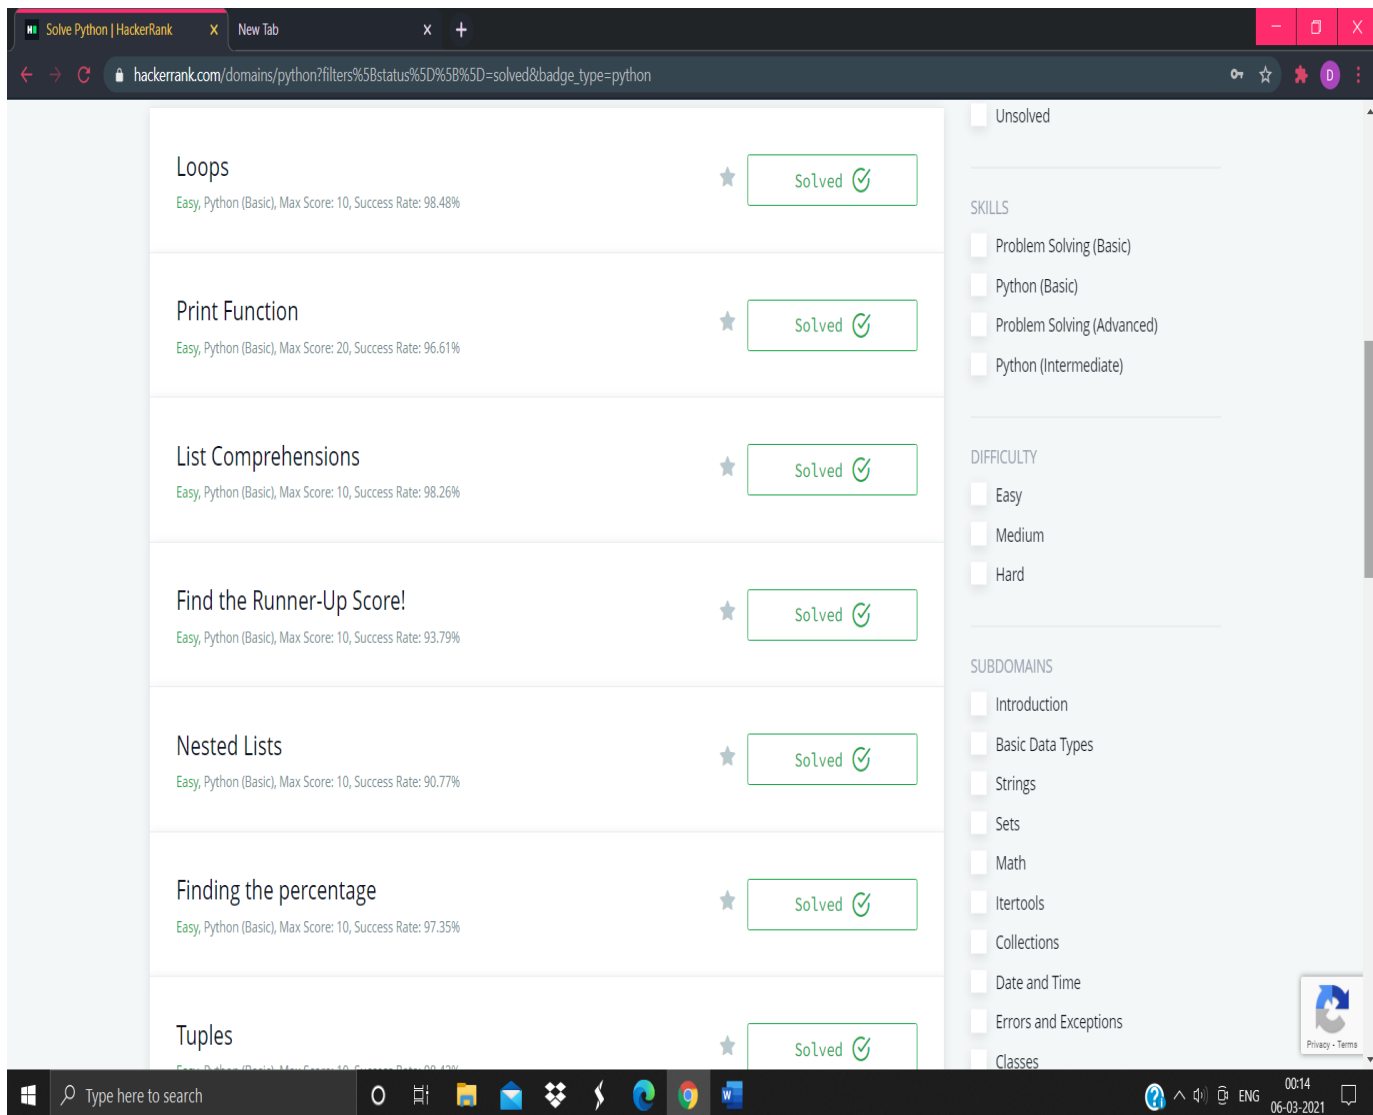 Solve Python | HackerRank
New Tab
hackerrank.com/domains/python?filters%5Bstatus%5D%5B%5D=solved&badge_type=python
D
Loops
Easy, Python (Basic), Max Score: 10, Success Rate: 98.48%
Solved
Print Function
Easy, Python (Basic), Max Score: 20, Success Rate: 96.61%
Solved
List Comprehensions
Easy, Python (Basic), Max Score: 10, Success Rate: 98.26%
Solved
Find the Runner-Up Score!
Easy, Python (Basic), Max Score: 10, Success Rate: 93.79%
Solved
Nested Lists
Easy, Python (Basic), Max Score: 10, Success Rate: 90.77%
Solved
Finding the percentage
Easy, Python (Basic), Max Score: 10, Success Rate: 97.35%
Solved
Tuples
Solved
Unsolved
SKILLS
Problem Solving (Basic)
Python (Basic)
Problem Solving (Advanced)
Python (Intermediate)
DIFFICULTY
Easy
Medium
Hard
SUBDOMAINS
Introduction
Basic Data Types
Strings
Sets
Math
Itertools
Collections
Date and Time
Errors and Exceptions
Classes
Privacy - Terms
Type here to search
ENG
00:14
06-03-2021